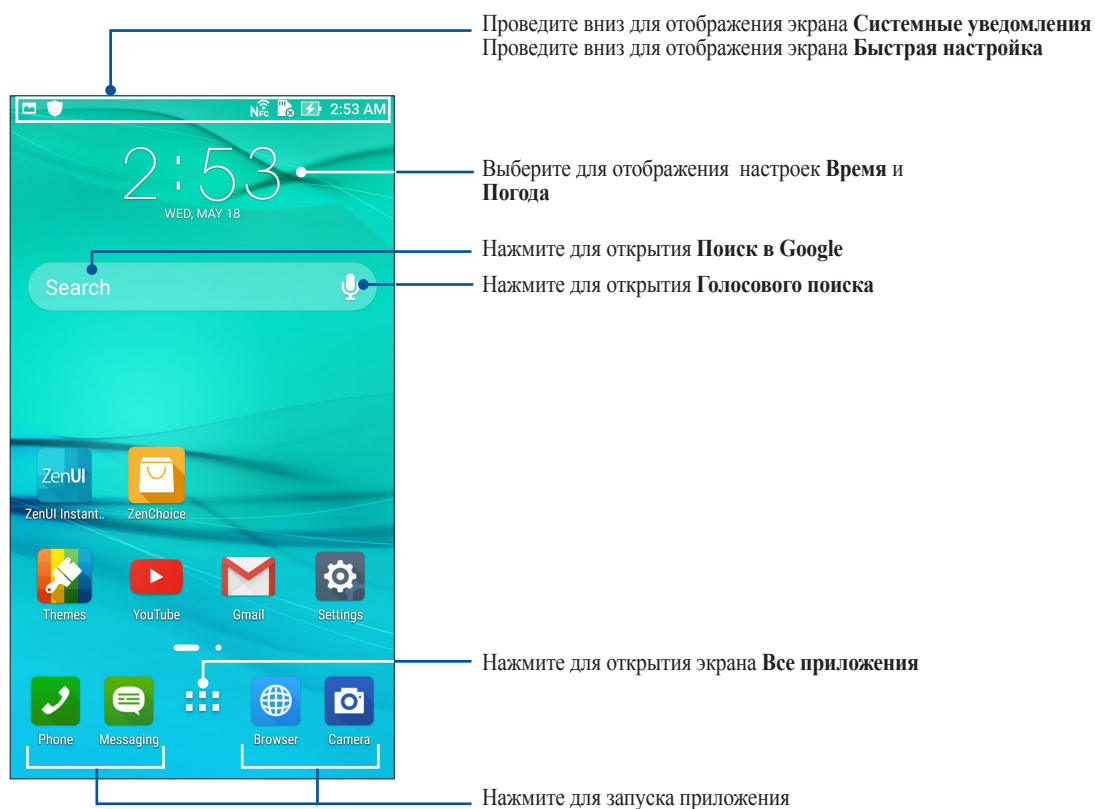 Проведите вниз для отображения экрана Системные уведомления
Проведите вниз для отображения экрана Быстрая настройка
NFC 2:53 AM
2:53
WED, MAY 18
Выберите для отображения настроек Время и
Погода
Нажмите для открытия Поиск в Google
Search
Нажмите для открытия Голосового поиска
ZenUI
ZenUI Instant.. ZenChoice
Themes YouTube Gmail Settings
Нажмите для открытия экрана Все приложения
Phone Messaging Browser Camera
Нажмите для запуска приложения